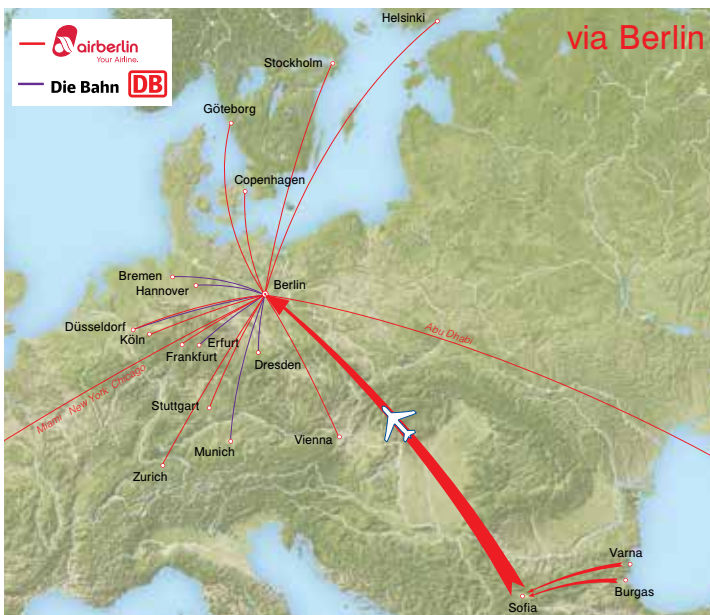 airberlin
Your Airline.
Die Bahn DB
via Berlin
Helsinki
Stockholm
Göteborg
Copenhagen
Bremen
Hannover
Berlin
Düsseldorf
Köln
Abu Dhabi
Erfurt
Frankfurt
Dresden
Miami New York Chicago
Stuttgart
Munich
Vienna
Zurich
Varna
Burgas
Sofia